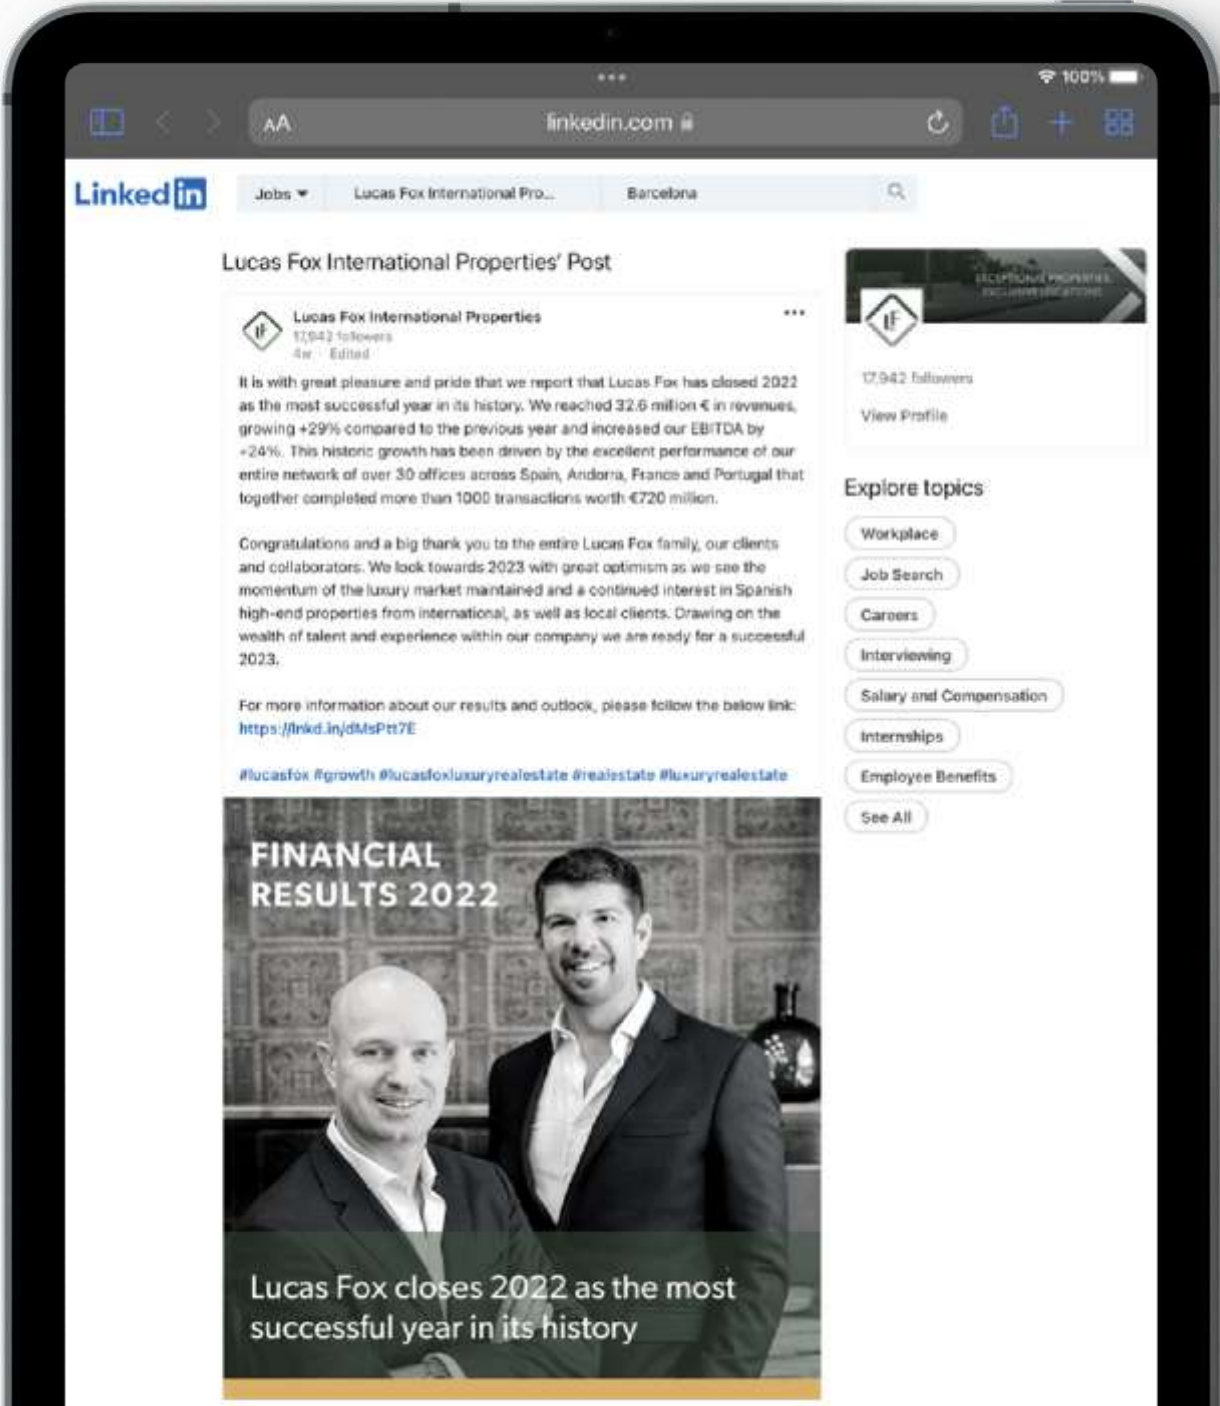 100%
AA
linkedin.com
Linked in
Jobs
Lucas Fox International Pro...
Barcelona
Lucas Fox International Properties' Post
Lucas Fox International Properties
17,942 followers
4w · Edited
It is with great pleasure and pride that we report that Lucas Fox has closed 2022
as the most successful year in its history. We reached 32.6 million € in revenues,
growing +29% compared to the previous year and increased our EBITDA by
+24%. This historic growth has been driven by the excellent performance of our
entire network of over 30 offices across Spain, Andorra, France and Portugal that
together completed more than 1000 transactions worth €720 million.
Congratulations and a big thank you to the entire Lucas Fox family, our clients
and collaborators. We look towards 2023 with great optimism as we see the
momentum of the luxury market maintained and a continued interest in Spanish
high-end properties from international, as well as local clients. Drawing on the
wealth of talent and experience within our company we are ready for a successful
2023.
For more information about our results and outlook, please follow the below link:
https://lnkd.in/dMsPtt7E
#lucasfox #growth #lucasfoxluxuryrealestate #realestate #luxuryrealestate
FINANCIAL
RESULTS 2022
Lucas Fox closes 2022 as the most
successful year in its history
EXCEPTIONAL PROPERTIES.
EXCLUSIVE LOCATIONS.
LF
17,942 followers
View Profile
Explore topics
Workplace
Job Search
Careers
Interviewing
Salary and Compensation
Internships
Employee Benefits
See All